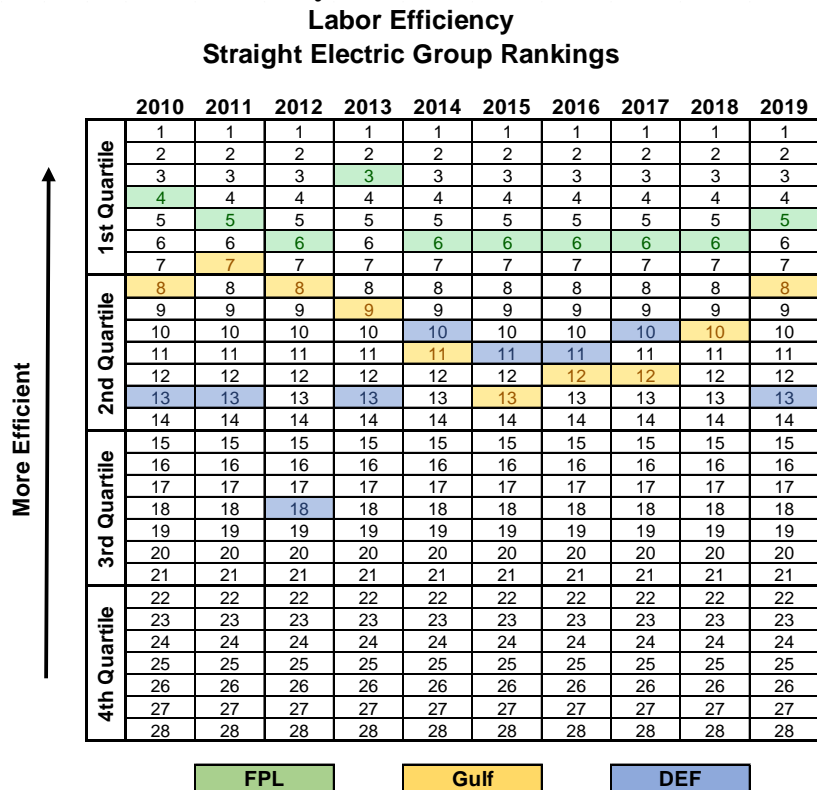 Labor Efficiency
Straight Electric Group Rankings
2010 2011 2012 2013 2014 2015 2016 2017 2018 2019
1st Quartile
1 1 1 1 1 1 1 1 1 1
2 2 2 2 2 2 2 2 2 2
3 3 3 3 3 3 3 3 3 3
4 4 4 4 4 4 4 4 4 4
5 5 5 5 5 5 5 5 5 5
6 6 6 6 6 6 6 6 6 6
7 7 7 7 7 7 7 7 7 7
2nd Quartile
8 8 8 8 8 8 8 8 8 8
9 9 9 9 9 9 9 9 9 9
10 10 10 10 10 10 10 10 10 10
11 11 11 11 11 11 11 11 11 11
12 12 12 12 12 12 12 12 12 12
13 13 13 13 13 13 13 13 13 13
14 14 14 14 14 14 14 14 14 14
More Efficient
3rd Quartile
15 15 15 15 15 15 15 15 15 15
16 16 16 16 16 16 16 16 16 16
17 17 17 17 17 17 17 17 17 17
18 18 18 18 18 18 18 18 18 18
19 19 19 19 19 19 19 19 19 19
20 20 20 20 20 20 20 20 20 20
21 21 21 21 21 21 21 21 21 21
4th Quartile
22 22 22 22 22 22 22 22 22 22
23 23 23 23 23 23 23 23 23 23
24 24 24 24 24 24 24 24 24 24
25 25 25 25 25 25 25 25 25 25
26 26 26 26 26 26 26 26 26 26
27 27 27 27 27 27 27 27 27 27
28 28 28 28 28 28 28 28 28 28
FPL Gulf DEF